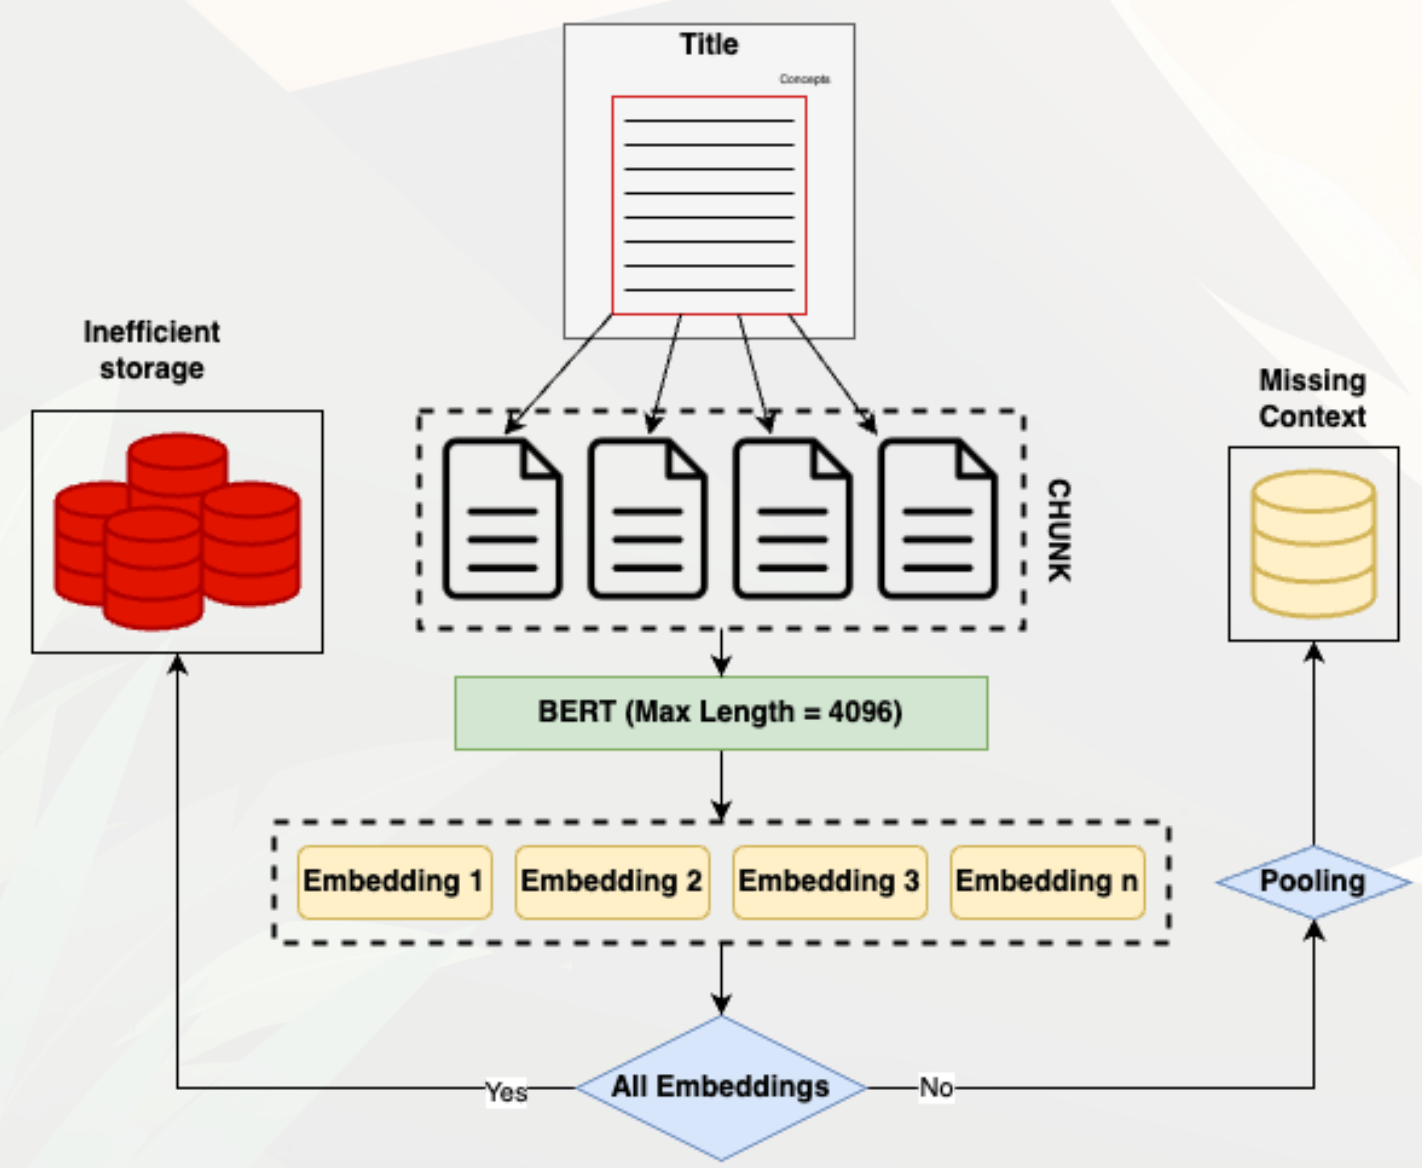 Title
Concepts
Inefficient
storage
Missing
Context
CHUNK
BERT (Max Length = 4096)
Embedding 1
Embedding 2
Embedding 3
Embedding n
Pooling
All Embeddings
Yes
No